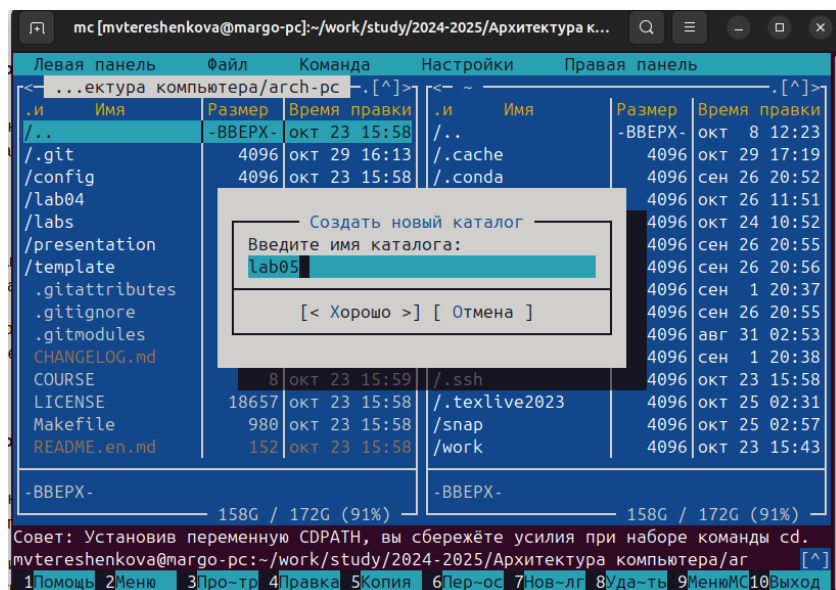 mc [mvtereshenkova@margo-pc]:~/work/study/2024-2025/Архитектура к...
Левая панель Файл Команда Настройки Правая панель
<— ...ектура компьютера/arch-pc —.[^]> <— ~ —.[^]>
.и Имя Размер Время правки .и Имя Размер Время правки
/.. -ВВЕРХ- окт 23 15:58 /.. -ВВЕРХ- окт 8 12:23
/.git 4096 окт 29 16:13 /.cache 4096 окт 29 17:19
/config 4096 окт 23 15:58 /.conda 4096 сен 26 20:52
/lab04 4096 окт 26 11:51
/labs 4096 окт 24 10:52
/presentation 4096 сен 26 20:55
/template 4096 сен 26 20:56
.gitattributes 4096 сен 1 20:37
.gitignore 4096 сен 26 20:55
.gitmodules 4096 авг 31 02:53
CHANGELOG.md 4096 сен 1 20:38
COURSE 8 окт 23 15:59 /.ssh 4096 окт 23 15:58
LICENSE 18657 окт 23 15:58 /.texlive2023 4096 окт 25 02:31
Makefile 980 окт 23 15:58 /snap 4096 окт 25 02:57
README.en.md 152 окт 23 15:58 /work 4096 окт 23 15:43
Создать новый каталог
Введите имя каталога:
lab05
[< Хорошо >] [ Отмена ]
-ВВЕРХ- -ВВЕРХ-
158G / 172G (91%) 158G / 172G (91%)
Совет: Установив переменную CDPATH, вы сбережёте усилия при наборе команды cd.
mvtereshenkova@margo-pc:~/work/study/2024-2025/Архитектура компьютера/ar [^]
1Помощь 2Меню 3Про~тр 4Правка 5Копия 6Пер~ос 7Нов~лг 8Уда~ть 9МенюМС 10Выход